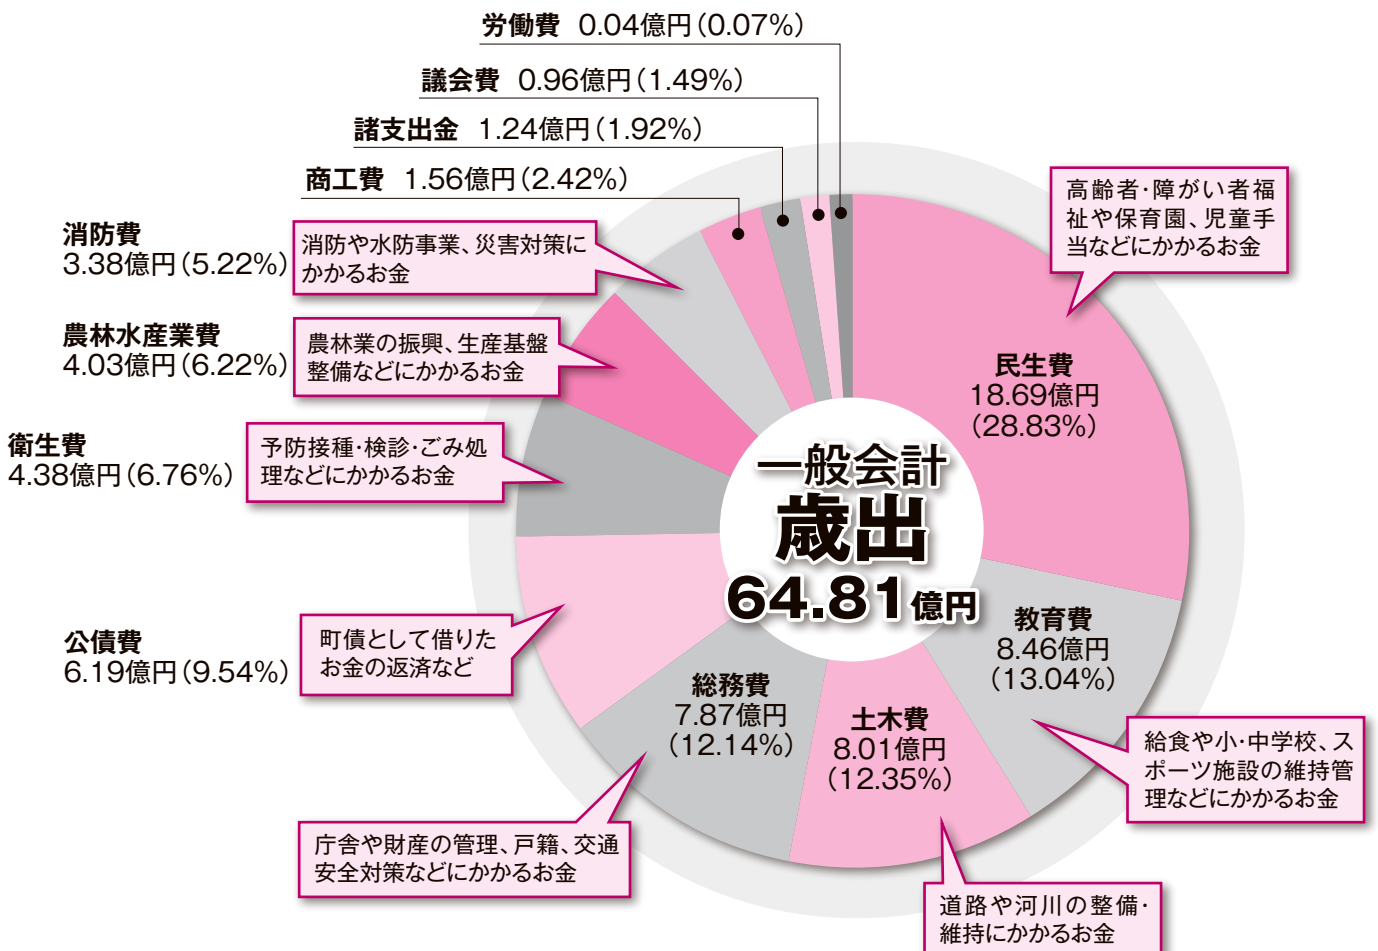 労働費 0.04億円(0.07%)
議会費 0.96億円(1.49%)
諸支出金 1.24億円(1.92%)
商工費 1.56億円(2.42%)
消防費
3.38億円(5.22%)
消防や水防事業、災害対策に
かかるお金
農林水産業費
4.03億円(6.22%)
農林業の振興、生産基盤
整備などにかかるお金
衛生費
4.38億円(6.76%)
予防接種・検診・ごみ処
理などにかかるお金
公債費
6.19億円(9.54%)
町債として借りた
お金の返済など
高齢者・障がい者福
祉や保育園、児童手
当などにかかるお金
民生費
18.69億円
(28.83%)
一般会計
歳出
64.81億円
教育費
8.46億円
(13.04%)
給食や小・中学校、ス
ポーツ施設の維持管
理などにかかるお金
土木費
8.01億円
(12.35%)
道路や河川の整備・
維持にかかるお金
総務費
7.87億円
(12.14%)
庁舎や財産の管理、戸籍、交通
安全対策などにかかるお金